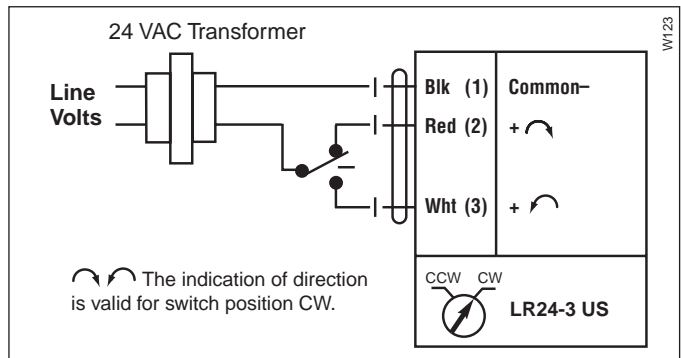 24 VAC Transformer
W123
Line
Volts
Blk (1) Common–
Red (2) +
Wht (3) +
The indication of direction
is valid for switch position CW.
CCW CW
LR24-3 US